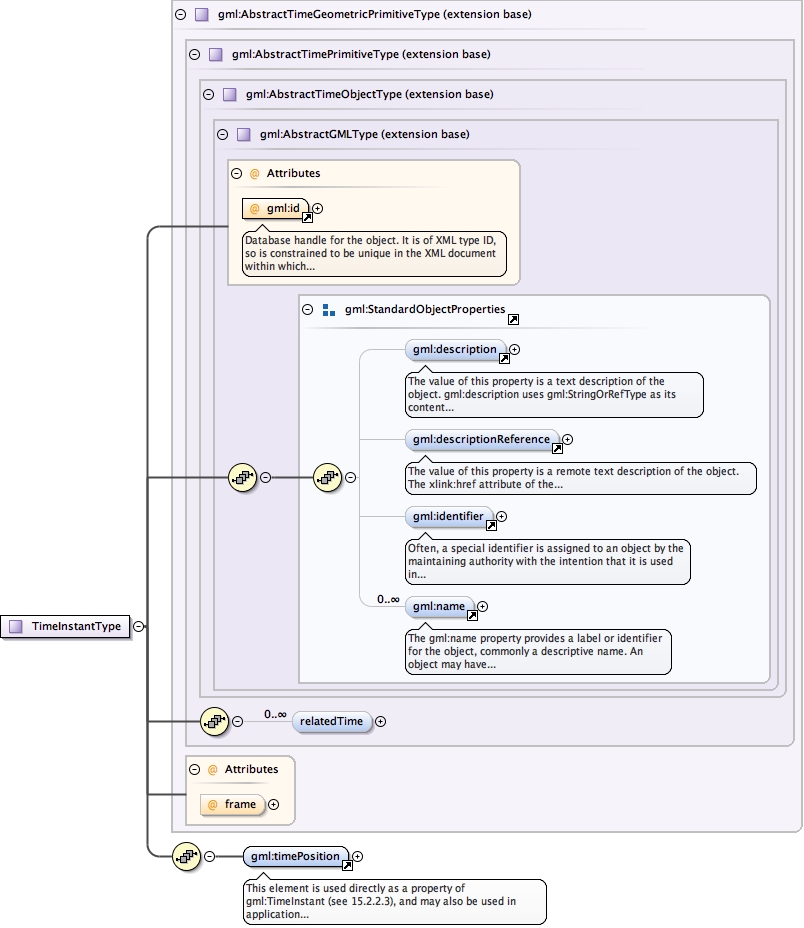 gml:AbstractTimeGeometricPrimitiveType (extension base)
gml:AbstractTimePrimitiveType (extension base)
gml:AbstractTimeObjectType (extension base)
gml:AbstractGMLType (extension base)
@ Attributes
@ gml:id
Database handle for the object. It is of XML type ID,
so is constrained to be unique in the XML document
within which...
gml:StandardObjectProperties
gml:description
The value of this property is a text description of the
object. gml:description uses gml:StringOrRefType as its
content...
gml:descriptionReference
The value of this property is a remote text description of the object.
The xlink:href attribute of the...
gml:identifier
Often, a special identifier is assigned to an object by the
maintaining authority with the intention that it is used
in...
0..∞
gml:name
The gml:name property provides a label or identifier
for the object, commonly a descriptive name. An
object may have...
TimeInstantType
0..∞
relatedTime
@ Attributes
@ frame
gml:timePosition
This element is used directly as a property of
gml:TimeInstant (see 15.2.2.3), and may also be used in
application...